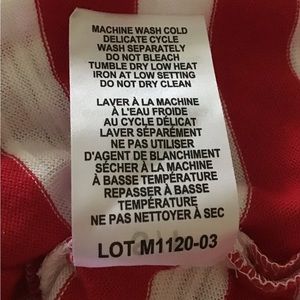 MACHINE WASH COLD
DELICATE CYCLE
WASH SEPARATELY
DO NOT BLEACH
TUMBLE DRY LOW HEAT
IRON AT LOW SETTING
DO NOT DRY CLEAN
LAVER À LA MACHINE
À L'EAU FROIDE
AU CYCLE DÉLICAT
LAVER SÉPARÉMENT
NE PAS UTILISER
D'AGENT DE BLANCHIMENT
SÉCHER À LA MACHINE
À BASSE TEMPÉRATURE
REPASSER À BASSE
TEMPÉRATURE
NE PAS NETTOYER À SEC
LOT M1120-03